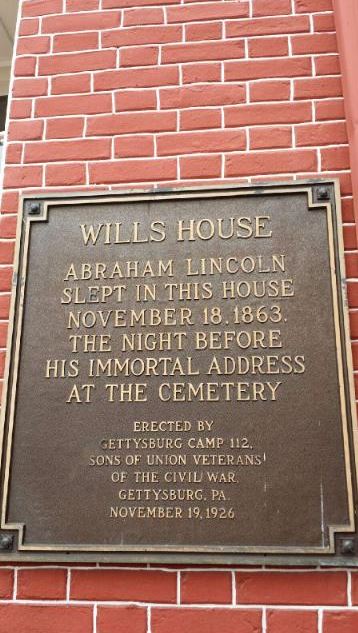 WILLS HOUSE
ABRAHAM LINCOLN
SLEPT IN THIS HOUSE
NOVEMBER 18, 1863.
THE NIGHT BEFORE
HIS IMMORTAL ADDRESS
AT THE CEMETERY
ERECTED BY
GETTYSBURG CAMP 112,
SONS OF UNION VETERANS
OF THE CIVIL WAR
GETTYSBURG, PA.
NOVEMBER 19, 1926